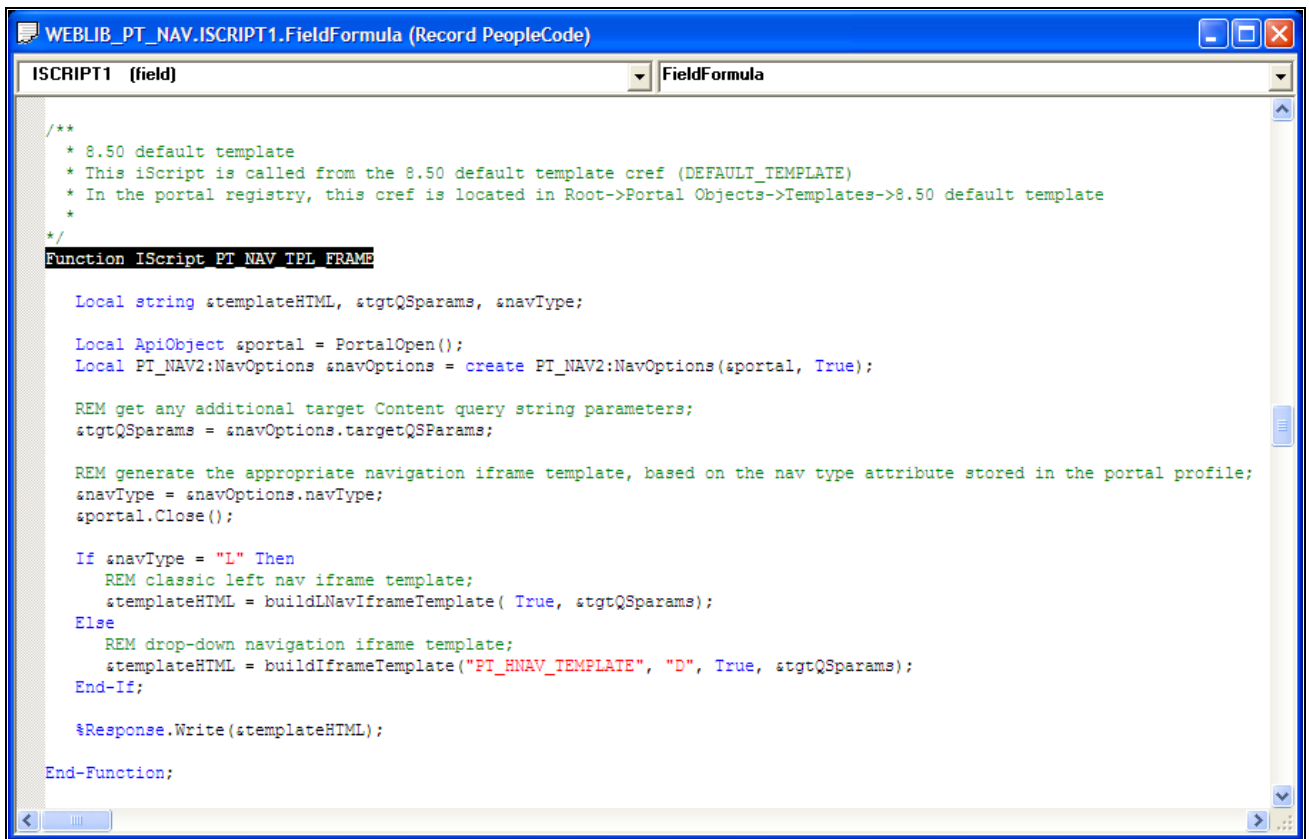 WEBLIB_PT_NAV.ISCRIPT1.FieldFormula (Record PeopleCode)
ISCRIPT1 (field) FieldFormula
/**
* 8.50 default template
* This iScript is called from the 8.50 default template cref (DEFAULT_TEMPLATE)
* In the portal registry, this cref is located in Root->Portal Objects->Templates->8.50 default template
*
*/
Function IScript_PT_NAV_TPL_FRAME
Local string &templateHTML, &tgtQSparams, &navType;
Local ApiObject &portal = PortalOpen();
Local PT_NAV2:NavOptions &navOptions = create PT_NAV2:NavOptions(&portal, True);
REM get any additional target Content query string parameters;
&tgtQSparams = &navOptions.targetQSParams;
REM generate the appropriate navigation iframe template, based on the nav type attribute stored in the portal profile;
&navType = &navOptions.navType;
&portal.Close();
If &navType = "L" Then
REM classic left nav iframe template;
&templateHTML = buildLNavIframeTemplate( True, &tgtQSparams);
Else
REM drop-down navigation iframe template;
&templateHTML = buildIframeTemplate("PT_HNAV_TEMPLATE", "D", True, &tgtQSparams);
End-If;
%Response.Write(&templateHTML);
End-Function;